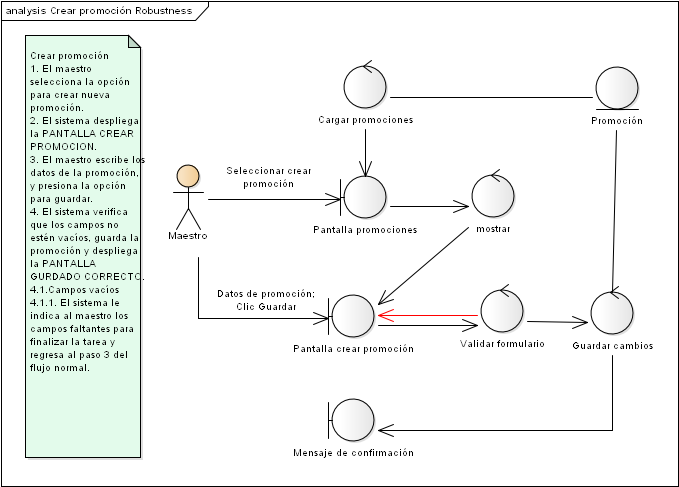 analysis Crear promoción Robustness
Crear promoción
1. El maestro
selecciona la opción
para crear nueva
promoción.
2. El sistema despliega
la PANTALLA CREAR
PROMOCION.
3. El maestro escribe los
datos de la promoción,
y presiona la opción
para guardar.
4. El sistema verifica
que los campos no
estén vacíos, guarda la
promoción y despliega
la PANTALLA
GURDADO CORRECTO.
4.1.Campos vacíos
4.1.1. El sistema le
indica al maestro los
campos faltantes para
finalizar la tarea y
regresa al paso 3 del
flujo normal.
Cargar promociones
Promoción
Seleccionar crear
promoción
Maestro
Pantalla promociones
mostrar
Datos de promoción;
Clic Guardar
Pantalla crear promoción
Validar formulario
Guardar cambios
Mensaje de confirmación